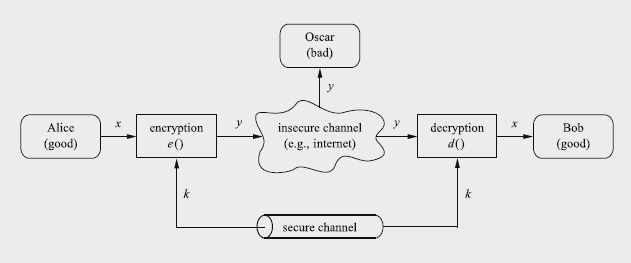 Oscar
(bad)
y
Alice
(good)
x
encryption
e()
y
insecure channel
(e.g., internet)
y
decryption
d()
x
Bob
(good)
k
k
secure channel